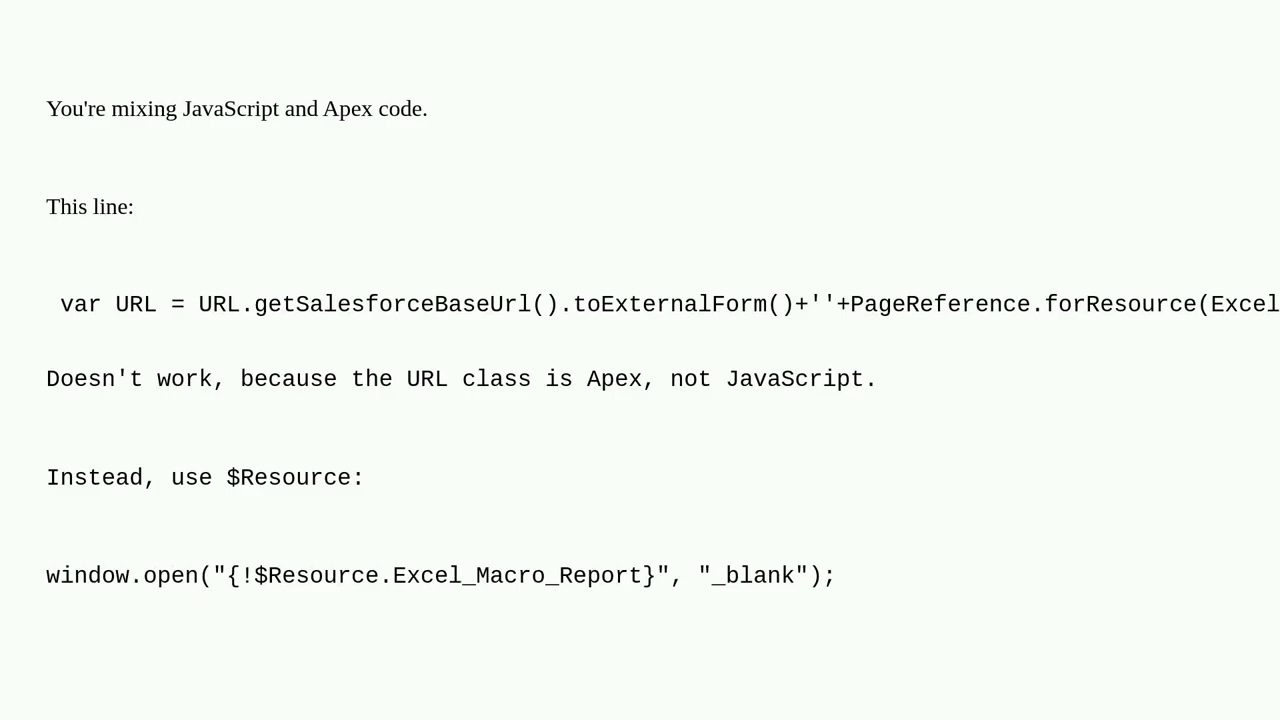 You're mixing JavaScript and Apex code.
This line:
var URL = URL.getSalesforceBaseUrl().toExternalForm()+''+PageReference.forResource(Excel
Doesn't work, because the URL class is Apex, not JavaScript.
Instead, use $Resource:
window.open("{!$Resource.Excel_Macro_Report}", "_blank");